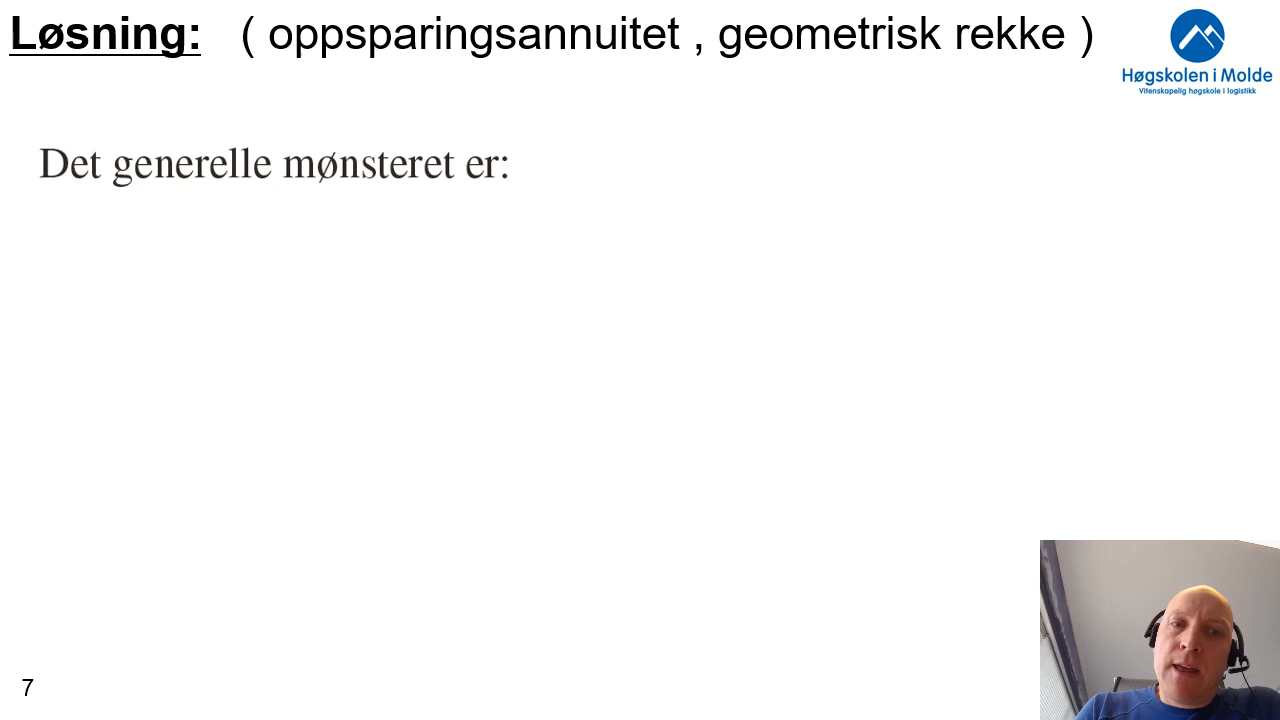 Løsning: ( oppsparingsannuitet , geometrisk rekke )
Høgskolen i Molde
Vitenskapelig høgskole i logistikk
Det generelle mønsteret er:
7